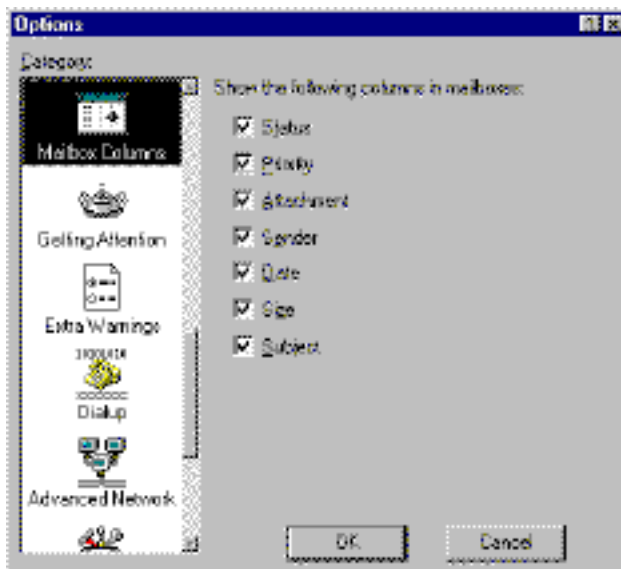 Options
Category:
Show the following columns in mailboxes:
Mailbox Columns
Status
Priority
Attachment
Sender
Date
Size
Subject
Getting Attention
Extra Warnings
Dialup
Advanced Network
OK
Cancel